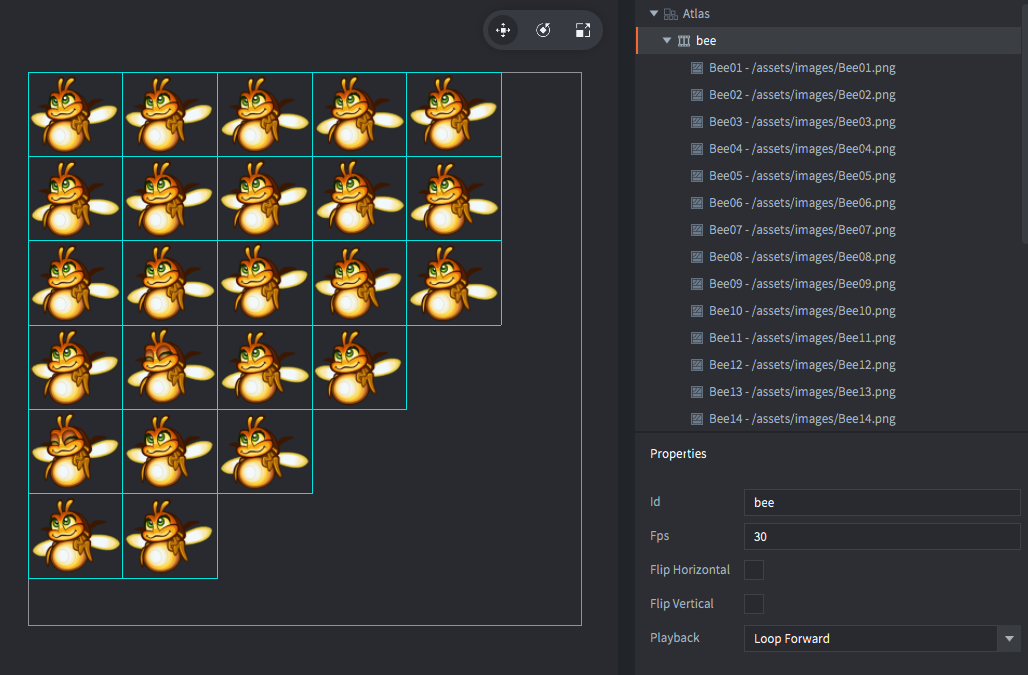 Atlas
bee
Bee01 - /assets/images/Bee01.png
Bee02 - /assets/images/Bee02.png
Bee03 - /assets/images/Bee03.png
Bee04 - /assets/images/Bee04.png
Bee05 - /assets/images/Bee05.png
Bee06 - /assets/images/Bee06.png
Bee07 - /assets/images/Bee07.png
Bee08 - /assets/images/Bee08.png
Bee09 - /assets/images/Bee09.png
Bee10 - /assets/images/Bee10.png
Bee11 - /assets/images/Bee11.png
Bee12 - /assets/images/Bee12.png
Bee13 - /assets/images/Bee13.png
Bee14 - /assets/images/Bee14.png
Properties
Id bee
Fps 30
Flip Horizontal
Flip Vertical
Playback Loop Forward